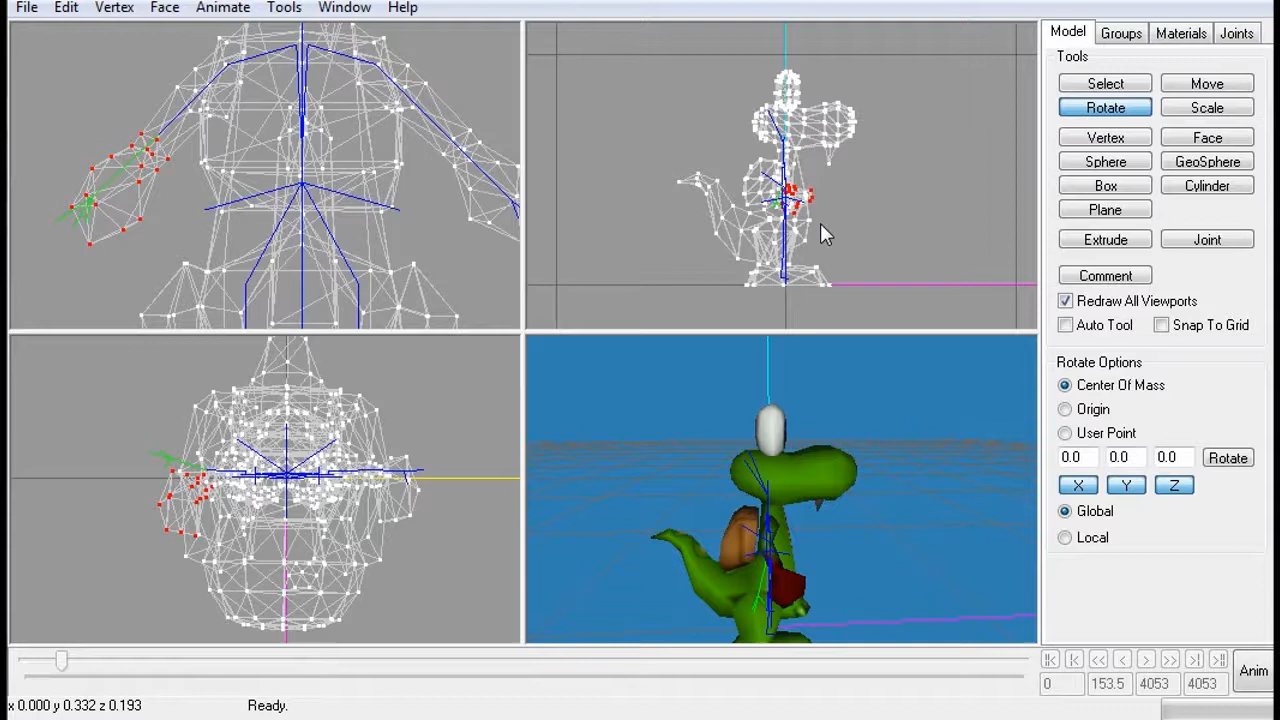 File Edit Vertex Face Animate Tools Window Help
Model Groups Materials Joints
Tools
Select Move
Rotate Scale
Vertex Face
Sphere GeoSphere
Box Cylinder
Plane
Extrude Joint
Comment
Redraw All Viewports
Auto Tool Snap To Grid
Rotate Options
Center Of Mass
Origin
User Point
0.0 0.0 0.0 Rotate
X Y Z
Global
Local
Anim
0 153.5 4053 4053
x 0.000 y 0.332 z 0.193 Ready.